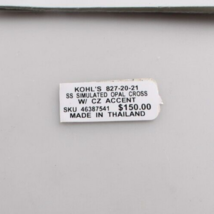 KOHL'S 827-20-21
SS SIMULATED OPAL CROSS
W/ CZ ACCENT
SKU 46387541 $150.00
MADE IN THAILAND